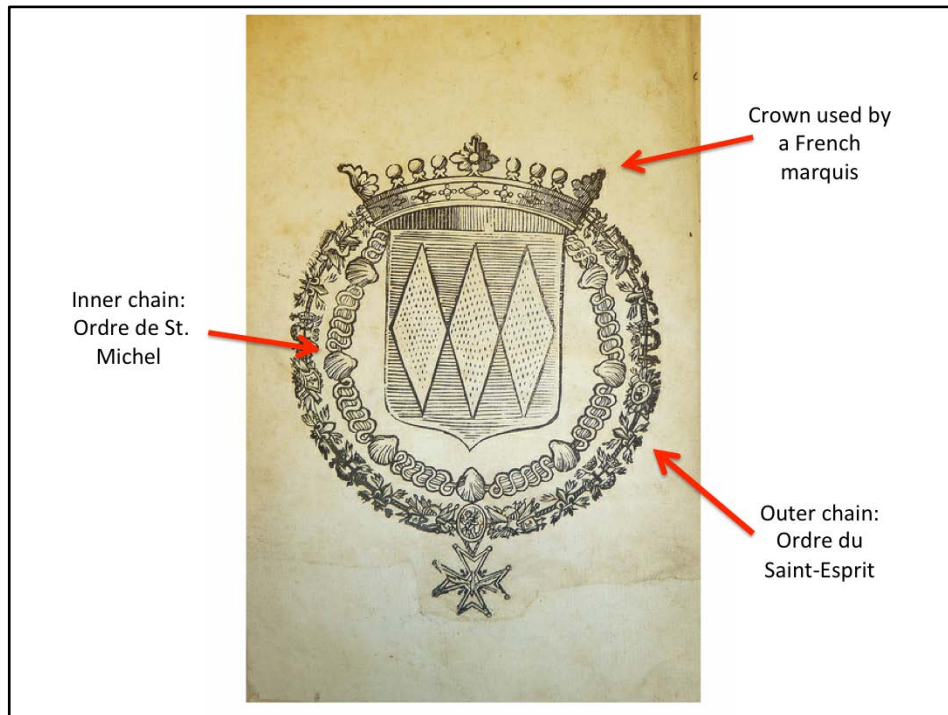 Crown used by
a French
marquis
Inner chain:
Ordre de St.
Michel
Outer chain:
Ordre du
Saint-Esprit